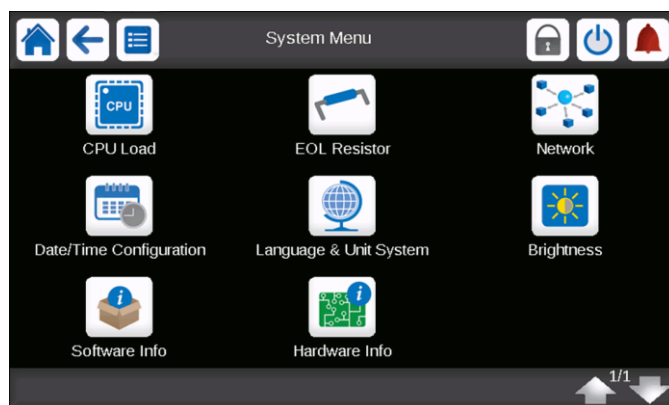 System Menu
CPU
CPU Load
EOL Resistor
Network
Date/Time Configuration
Language & Unit System
Brightness
i
Software Info
i
Hardware Info
1/1